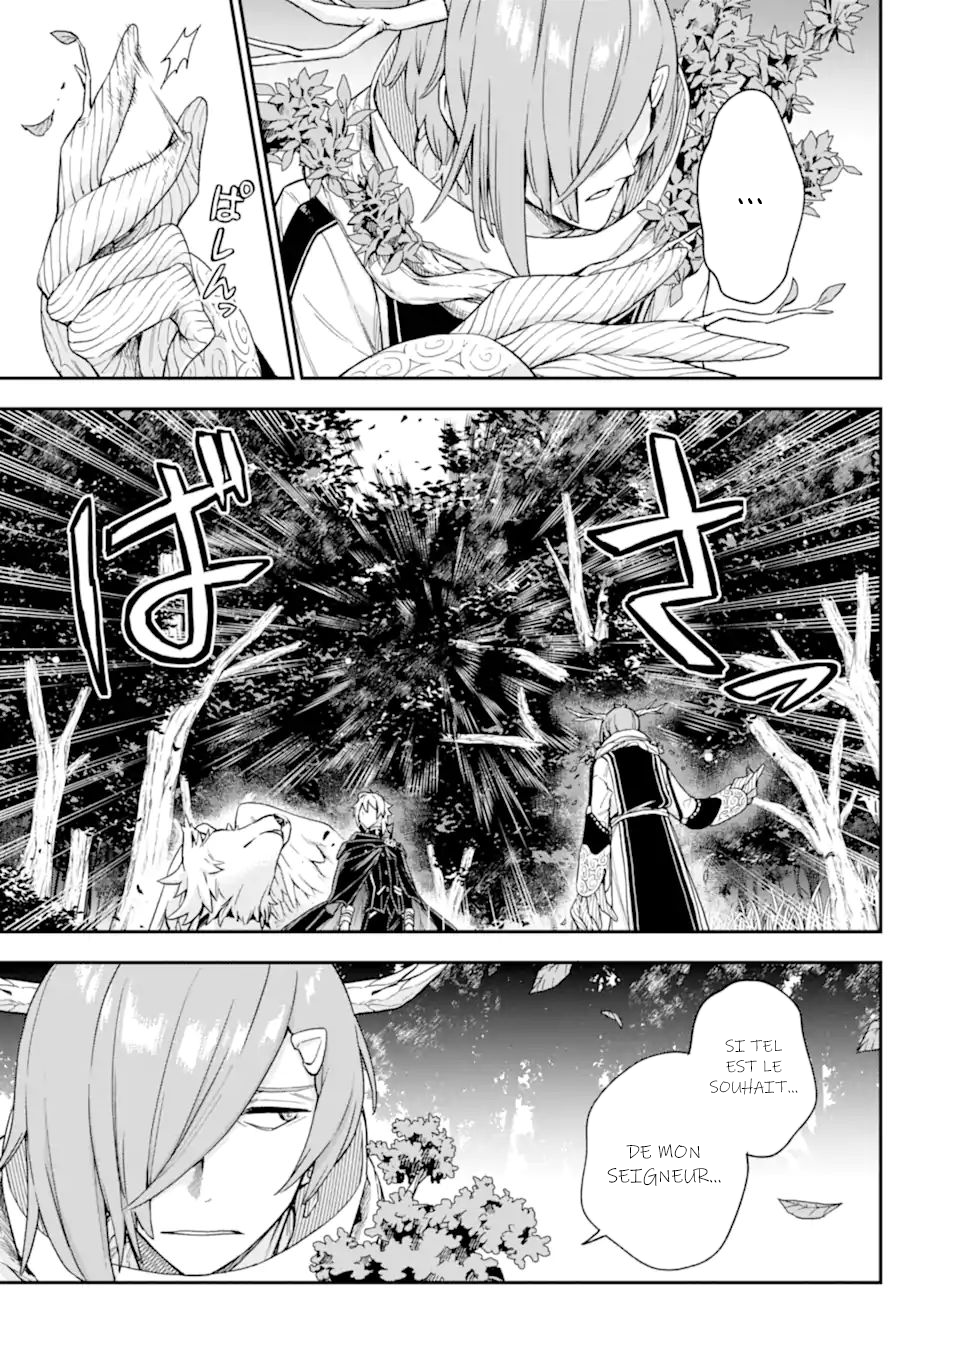 ...
ぱしんっ
ばさっ
SI TEL
EST LE
SOUHAIT...
DE MON
SEIGNEUR...